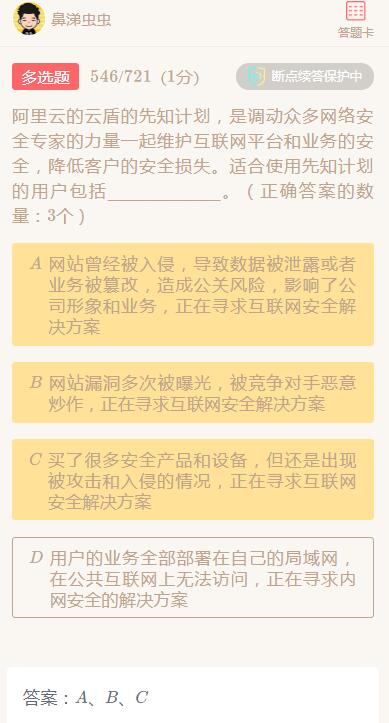 鼻涕虫虫
答题卡
多选题 546/721 (1分) 断点续答保护中
阿里云的云盾的先知计划，是调动众多网络安
全专家的力量一起维护互联网平台和业务的安
全，降低客户的安全损失。适合使用先知计划
的用户包括____________。（正确答案的数
量：3个）
A 网站曾经被入侵，导致数据被泄露或者
业务被篡改，造成公关风险，影响了公
司形象和业务，正在寻求互联网安全解
决方案
B 网站漏洞多次被曝光，被竞争对手恶意
炒作，正在寻求互联网安全解决方案
C 买了很多安全产品和设备，但还是出现
被攻击和入侵的情况，正在寻求互联网
安全解决方案
D 用户的业务全部部署在自己的局域网，
在公共互联网上无法访问，正在寻求内
网安全的解决方案
答案：A、B、C